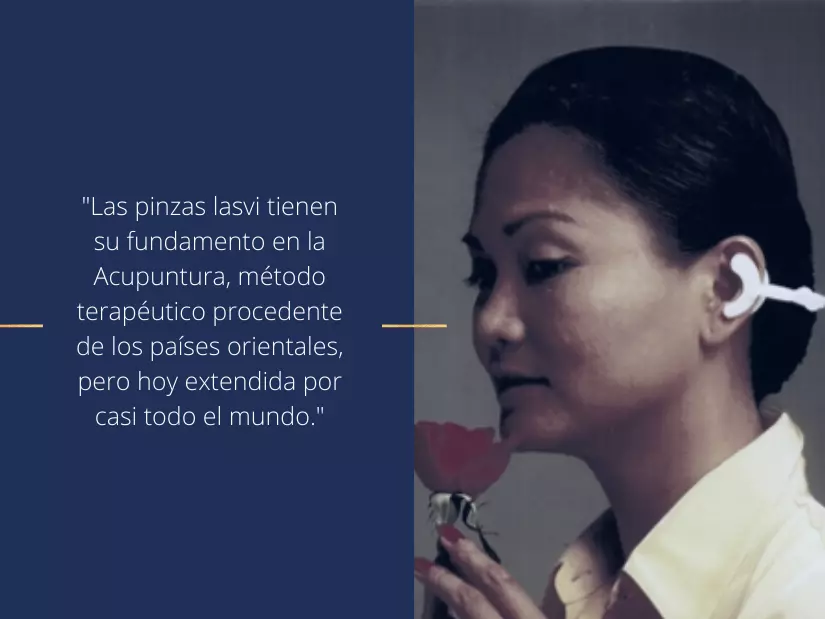 "Las pinzas lasvi tienen
su fundamento en la
Acupuntura, método
terapéutico procedente
de los países orientales,
pero hoy extendida por
casi todo el mundo."